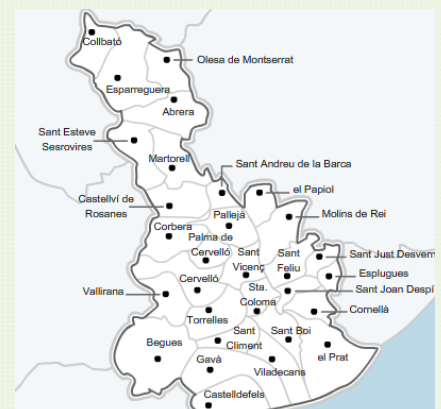 Collbató
Olesa de Montserrat
Esparreguera
Abrera
Sant Esteve
Sesrovires
Martorell
Sant Andreu de la Barca
el Papiol
Castellví de
Rosanes
Pallejà
Molins de Rei
Corbera
Palma de
Cervelló
Sant
Vicenç
Sant
Feliu
Sant Just Desvern
Esplugues
Cervelló
Sta.
Coloma
Sant Joan Despí
Vallirana
Cornellà
Torrelles
Sant
Climent
Sant Boi
Begues
el Prat
Gavà
Viladecans
Castelldefels